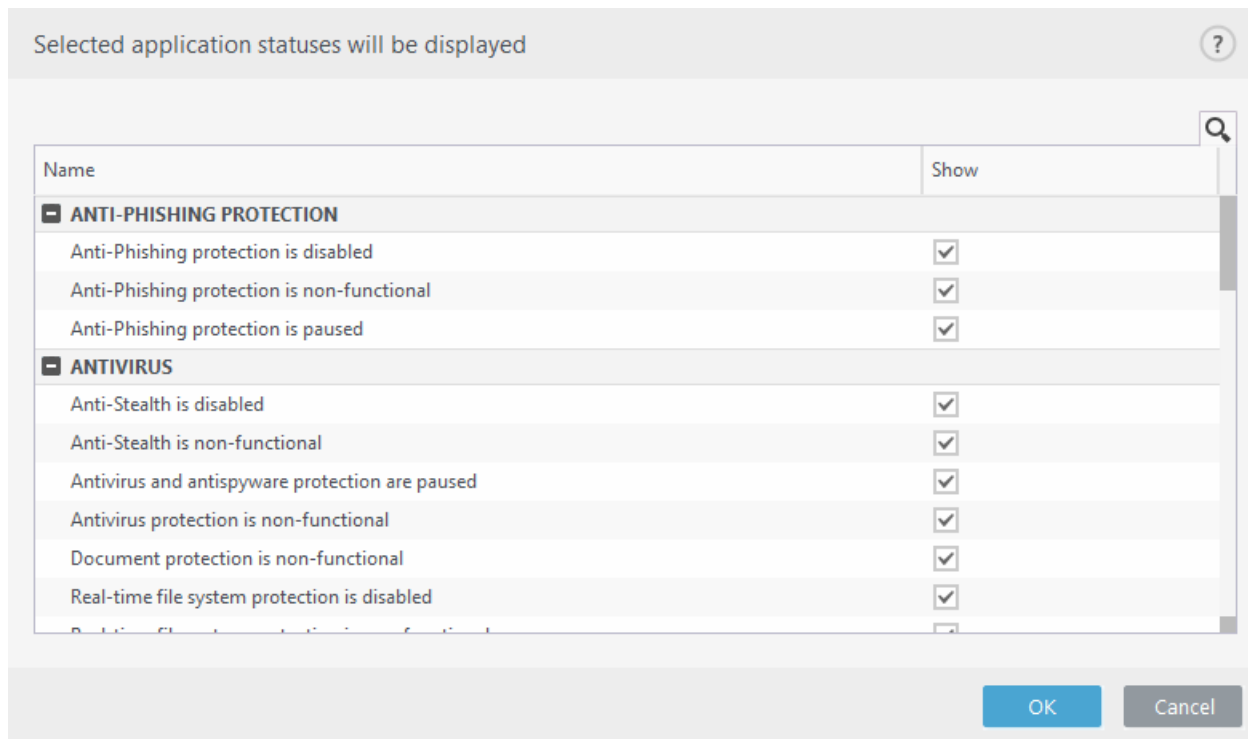 Selected application statuses will be displayed
?
Name Show
ANTI-PHISHING PROTECTION
Anti-Phishing protection is disabled
Anti-Phishing protection is non-functional
Anti-Phishing protection is paused
ANTIVIRUS
Anti-Stealth is disabled
Anti-Stealth is non-functional
Antivirus and antispyware protection are paused
Antivirus protection is non-functional
Document protection is non-functional
Real-time file system protection is disabled
OK Cancel